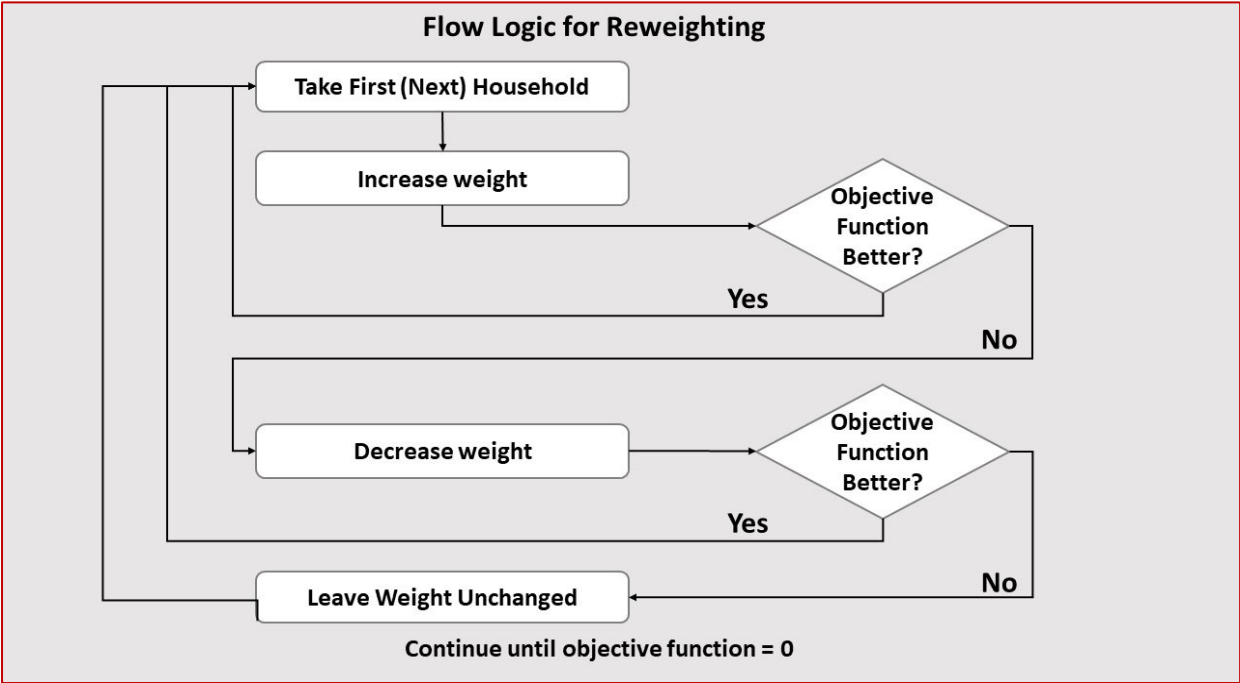 Flow Logic for Reweighting
Take First (Next) Household
Increase weight
Objective
Function
Better?
Yes
No
Decrease weight
Objective
Function
Better?
Yes
No
Leave Weight Unchanged
Continue until objective function = 0